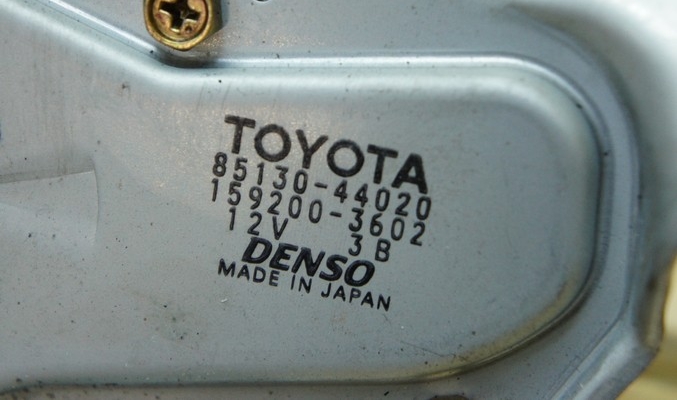 TOYOTA
85130-44020
159200-3602
12V 3B
DENSO
MADE IN JAPAN